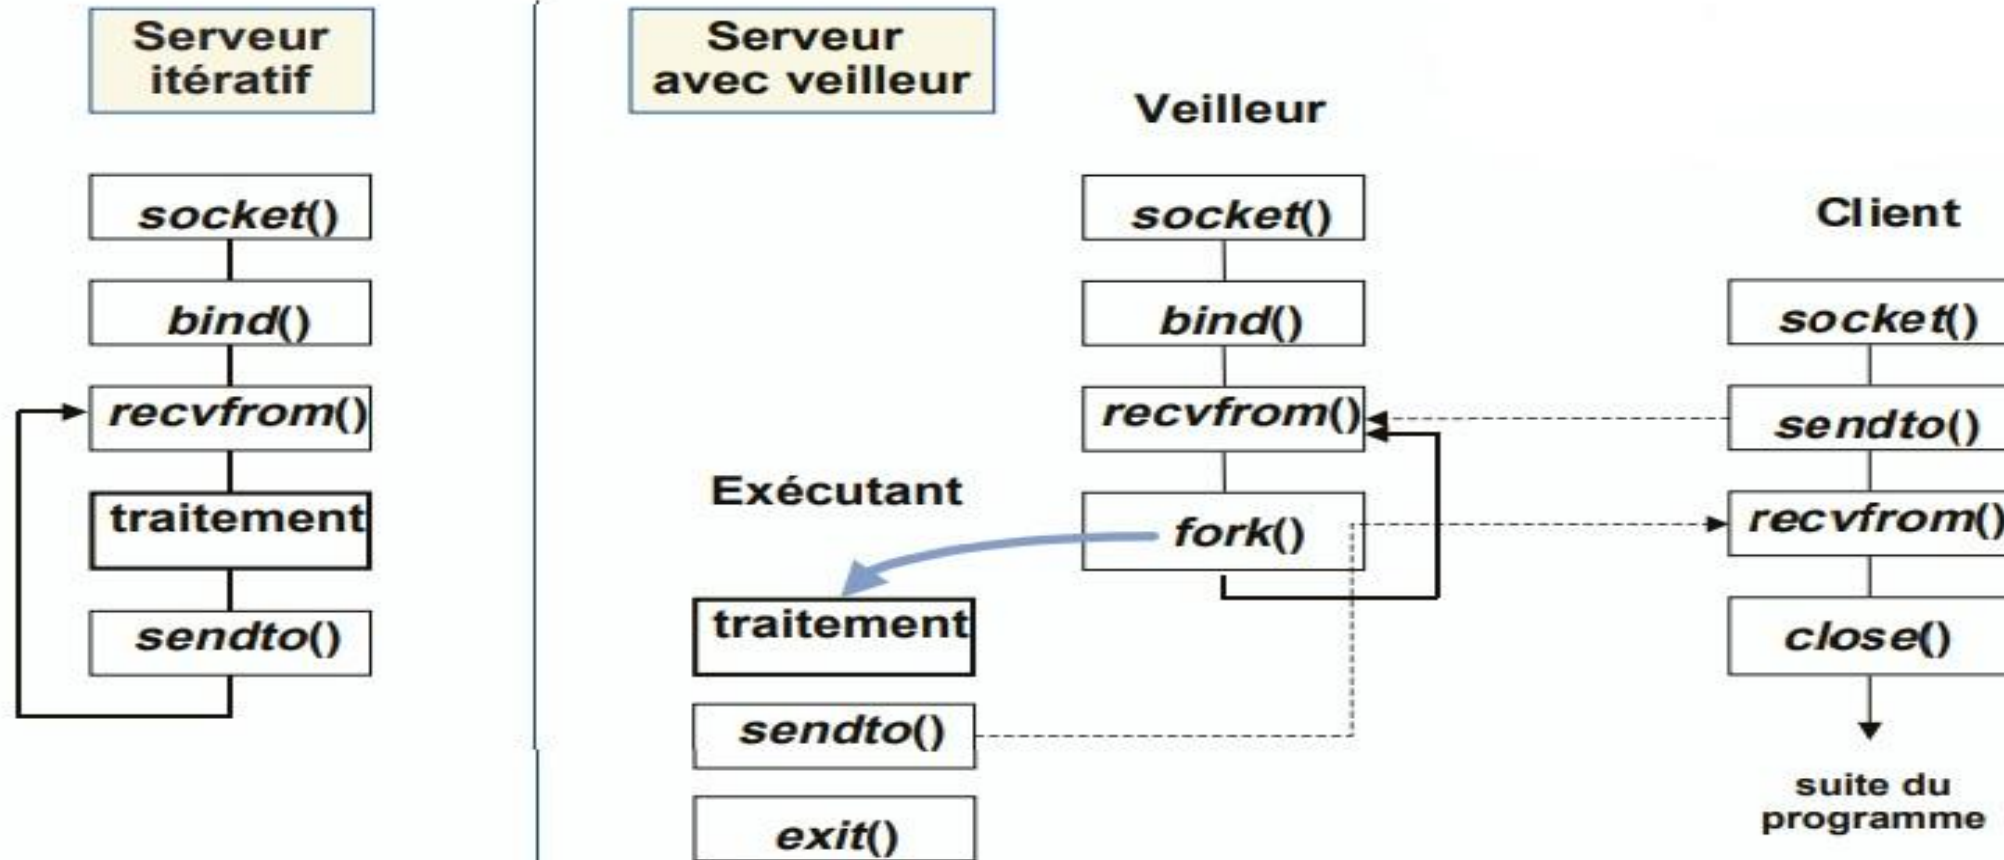 Serveur
itératif
socket()
bind()
recvfrom()
traitement
sendto()
Serveur
avec veilleur
Veilleur
socket()
bind()
recvfrom()
fork()
Exécutant
traitement
sendto()
exit()
Client
socket()
sendto()
recvfrom()
close()
suite du
programme